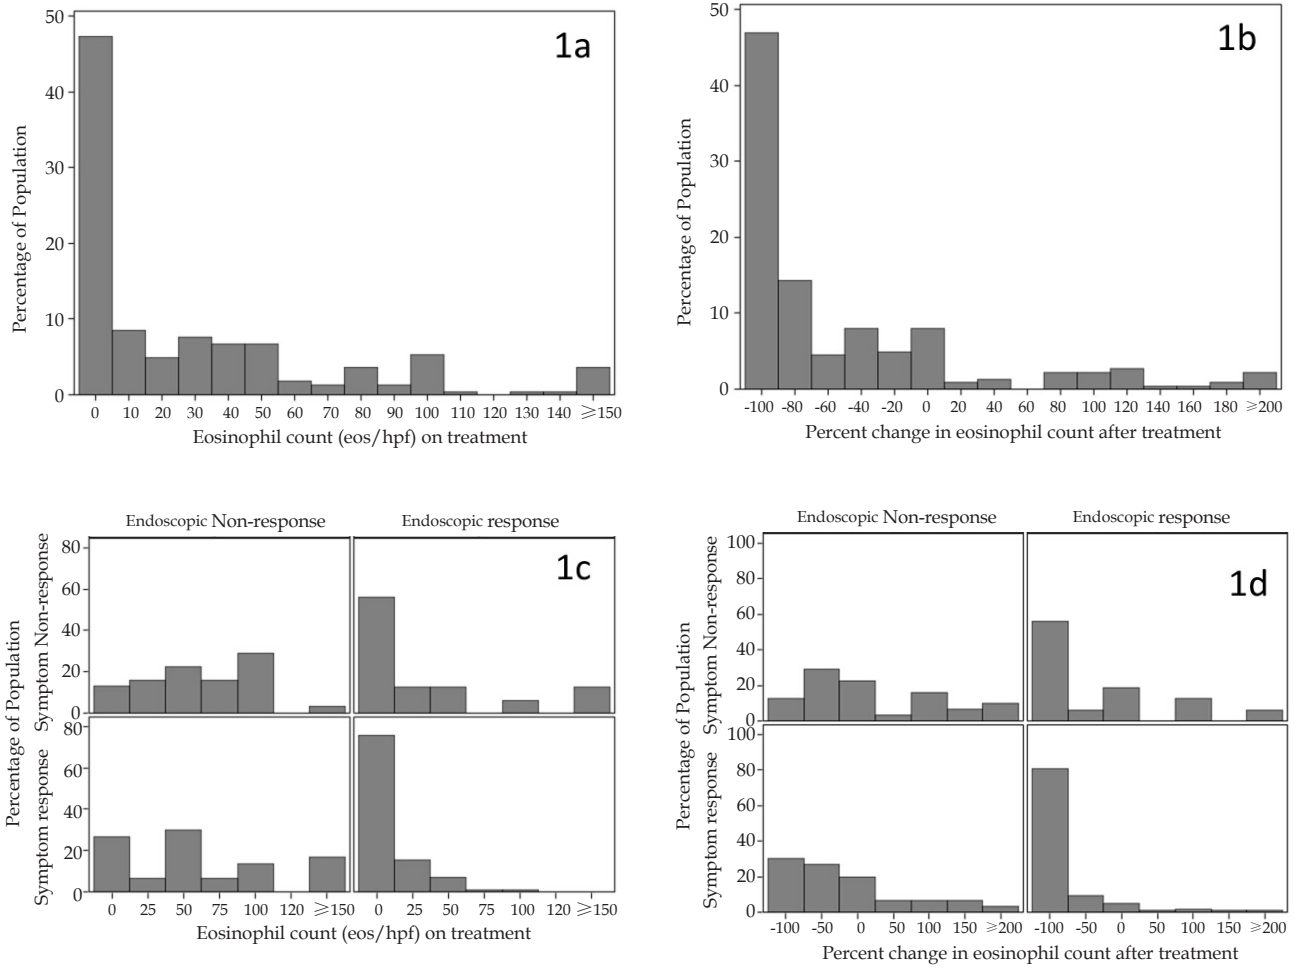 1a
Percentage of Population
50
40
30
20
10
0
0 10 20 30 40 50 60 70 80 90 100 110 120 130 140 ⩾150
Eosinophil count (eos/hpf) on treatment
1b
Percentage of Population
50
40
30
20
10
0
-100 -80 -60 -40 -20 0 20 40 60 80 100 120 140 160 180 ⩾200
Percent change in eosinophil count after treatment
Endoscopic Non-response Endoscopic response
1c
Percentage of Population
Symptom Non-response
80
60
40
20
0
Symptom response
80
60
40
20
0
0 25 50 75 100 120 ⩾150 0 25 50 75 100 120 ⩾150
Eosinophil count (eos/hpf) on treatment
Endoscopic Non-response Endoscopic response
1d
Percentage of Population
Symptom Non-response
100
80
60
40
20
0
Symptom response
100
80
60
40
20
0
-100 -50 0 50 100 150 ⩾200 -100 -50 0 50 100 150 ⩾200
Percent change in eosinophil count after treatment